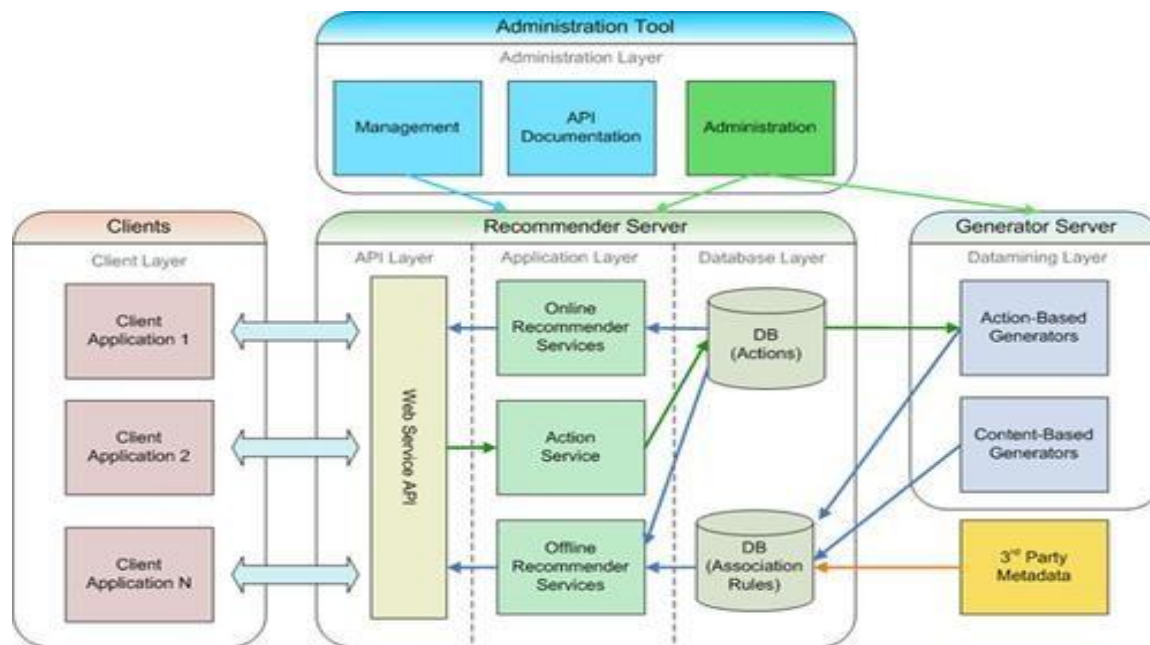 Administration Tool
Administration Layer
Management
API
Documentation
Administration
Clients
Client Layer
Client
Application 1
Client
Application 2
Client
Application N
Recommender Server
API Layer
Application Layer
Database Layer
Web Service API
Online
Recommender
Services
Action
Service
Offline
Recommender
Services
DB
(Actions)
DB
(Association
Rules)
Generator Server
Datamining Layer
Action-Based
Generators
Content-Based
Generators
3rd Party
Metadata